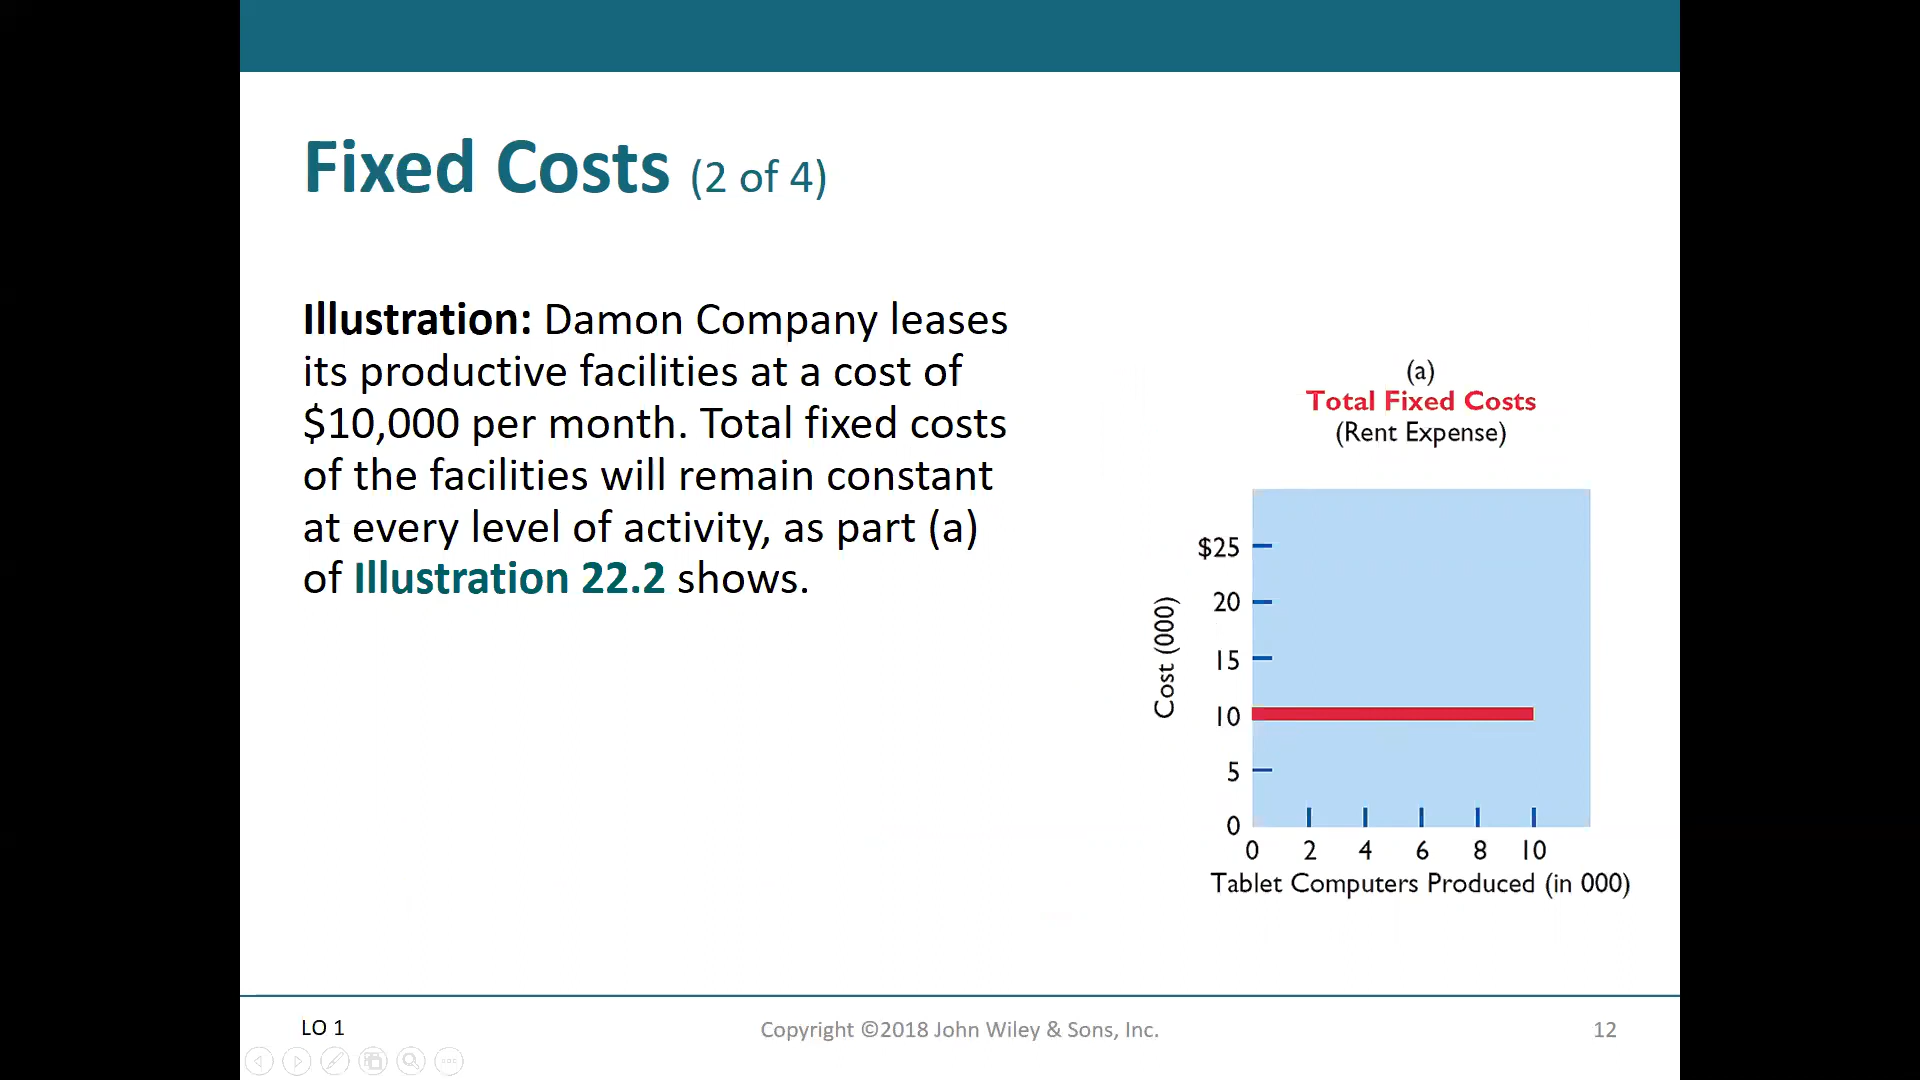 Fixed Costs (2 of 4)
Illustration: Damon Company leases
its productive facilities at a cost of
$10,000 per month. Total fixed costs
of the facilities will remain constant
at every level of activity, as part (a)
of Illustration 22.2 shows.
(a)
Total Fixed Costs
(Rent Expense)
Cost (000)
$25
20
15
10
5
0
0 2 4 6 8 10
Tablet Computers Produced (in 000)
LO 1
Copyright ©2018 John Wiley & Sons, Inc.
12